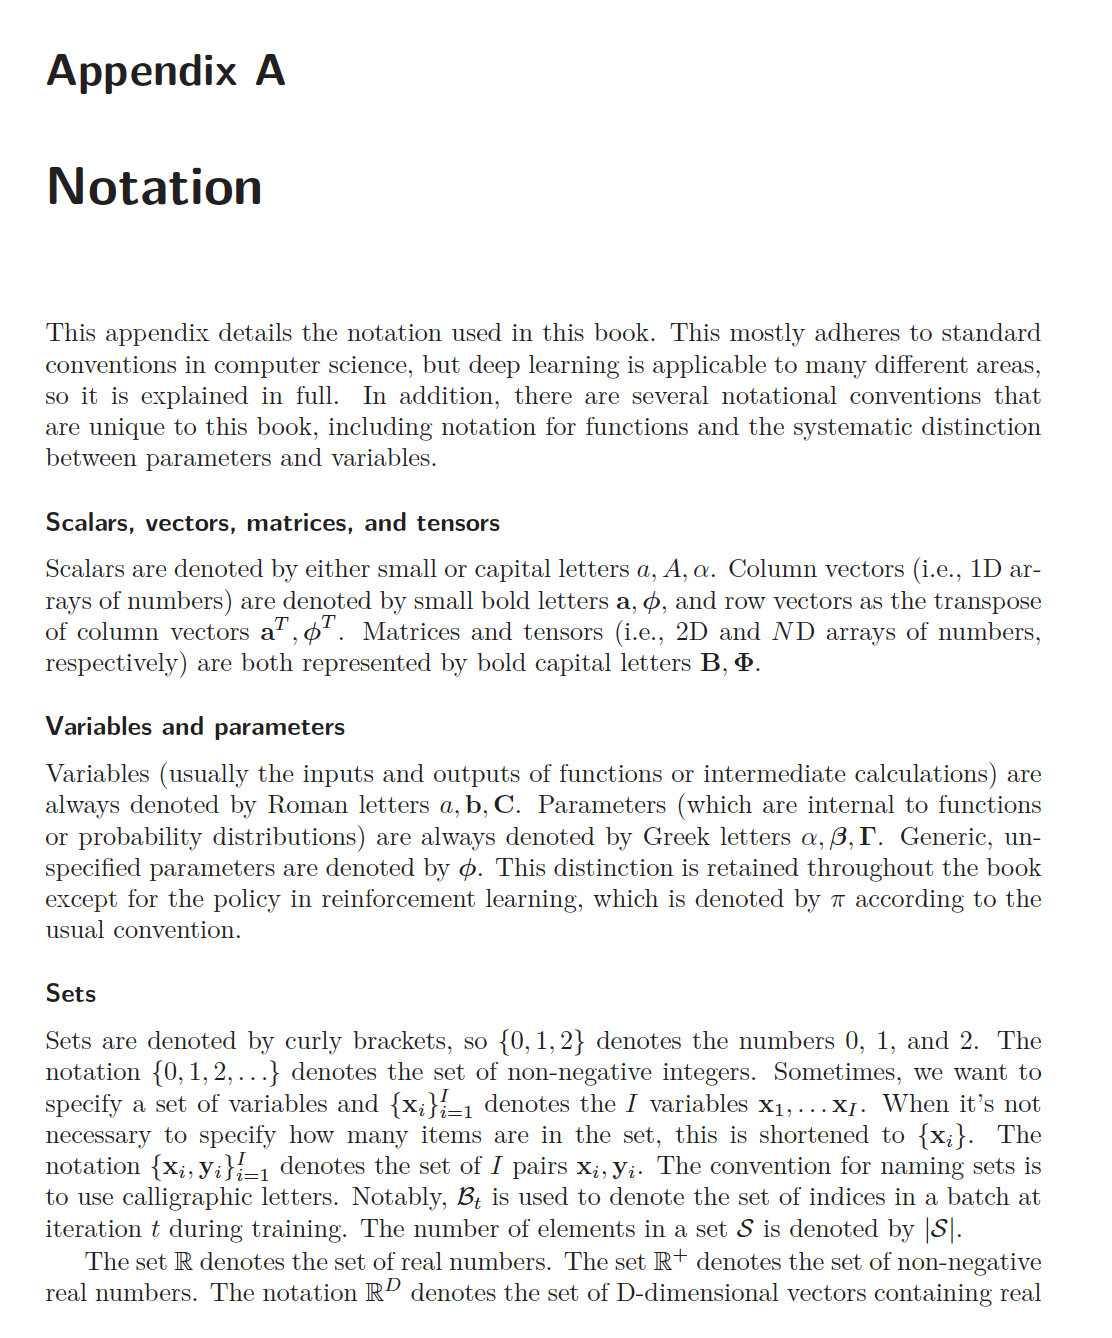 Appendix A
Notation
This appendix details the notation used in this book. This mostly adheres to standard
conventions in computer science, but deep learning is applicable to many different areas,
so it is explained in full. In addition, there are several notational conventions that
are unique to this book, including notation for functions and the systematic distinction
between parameters and variables.
Scalars, vectors, matrices, and tensors
Scalars are denoted by either small or capital letters a, A, α. Column vectors (i.e., 1D ar-
rays of numbers) are denoted by small bold letters a, ϕ, and row vectors as the transpose
of column vectors a^T, ϕ^T. Matrices and tensors (i.e., 2D and ND arrays of numbers,
respectively) are both represented by bold capital letters B, Φ.
Variables and parameters
Variables (usually the inputs and outputs of functions or intermediate calculations) are
always denoted by Roman letters a, b, C. Parameters (which are internal to functions
or probability distributions) are always denoted by Greek letters α, β, Γ. Generic, un-
specified parameters are denoted by ϕ. This distinction is retained throughout the book
except for the policy in reinforcement learning, which is denoted by π according to the
usual convention.
Sets
Sets are denoted by curly brackets, so {0, 1, 2} denotes the numbers 0, 1, and 2. The
notation {0, 1, 2, . . .} denotes the set of non-negative integers. Sometimes, we want to
specify a set of variables and {x_i}_{i=1}^I denotes the I variables x_1, . . . x_I. When it's not
necessary to specify how many items are in the set, this is shortened to {x_i}. The
notation {x_i, y_i}_{i=1}^I denotes the set of I pairs x_i, y_i. The convention for naming sets is
to use calligraphic letters. Notably, ℬ_t is used to denote the set of indices in a batch at
iteration t during training. The number of elements in a set 𝒮 is denoted by |𝒮|.
The set ℝ denotes the set of real numbers. The set ℝ^+ denotes the set of non-negative
real numbers. The notation ℝ^D denotes the set of D-dimensional vectors containing real